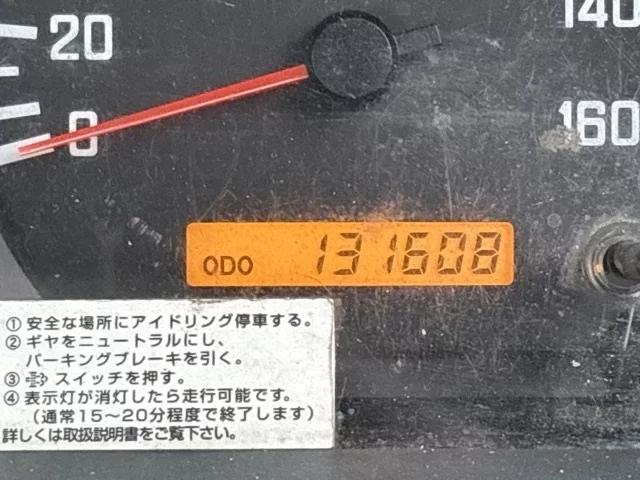 20
140
0
160
ODO 131608
① 安全な場所にアイドリング停車する。
② ギヤをニュートラルにし、
パーキングブレーキを引く。
③ スイッチを押す。
④ 表示灯が消灯したら走行可能です。
（通常15～20分程度で終了します）
詳しくは取扱説明書をご覧下さい。